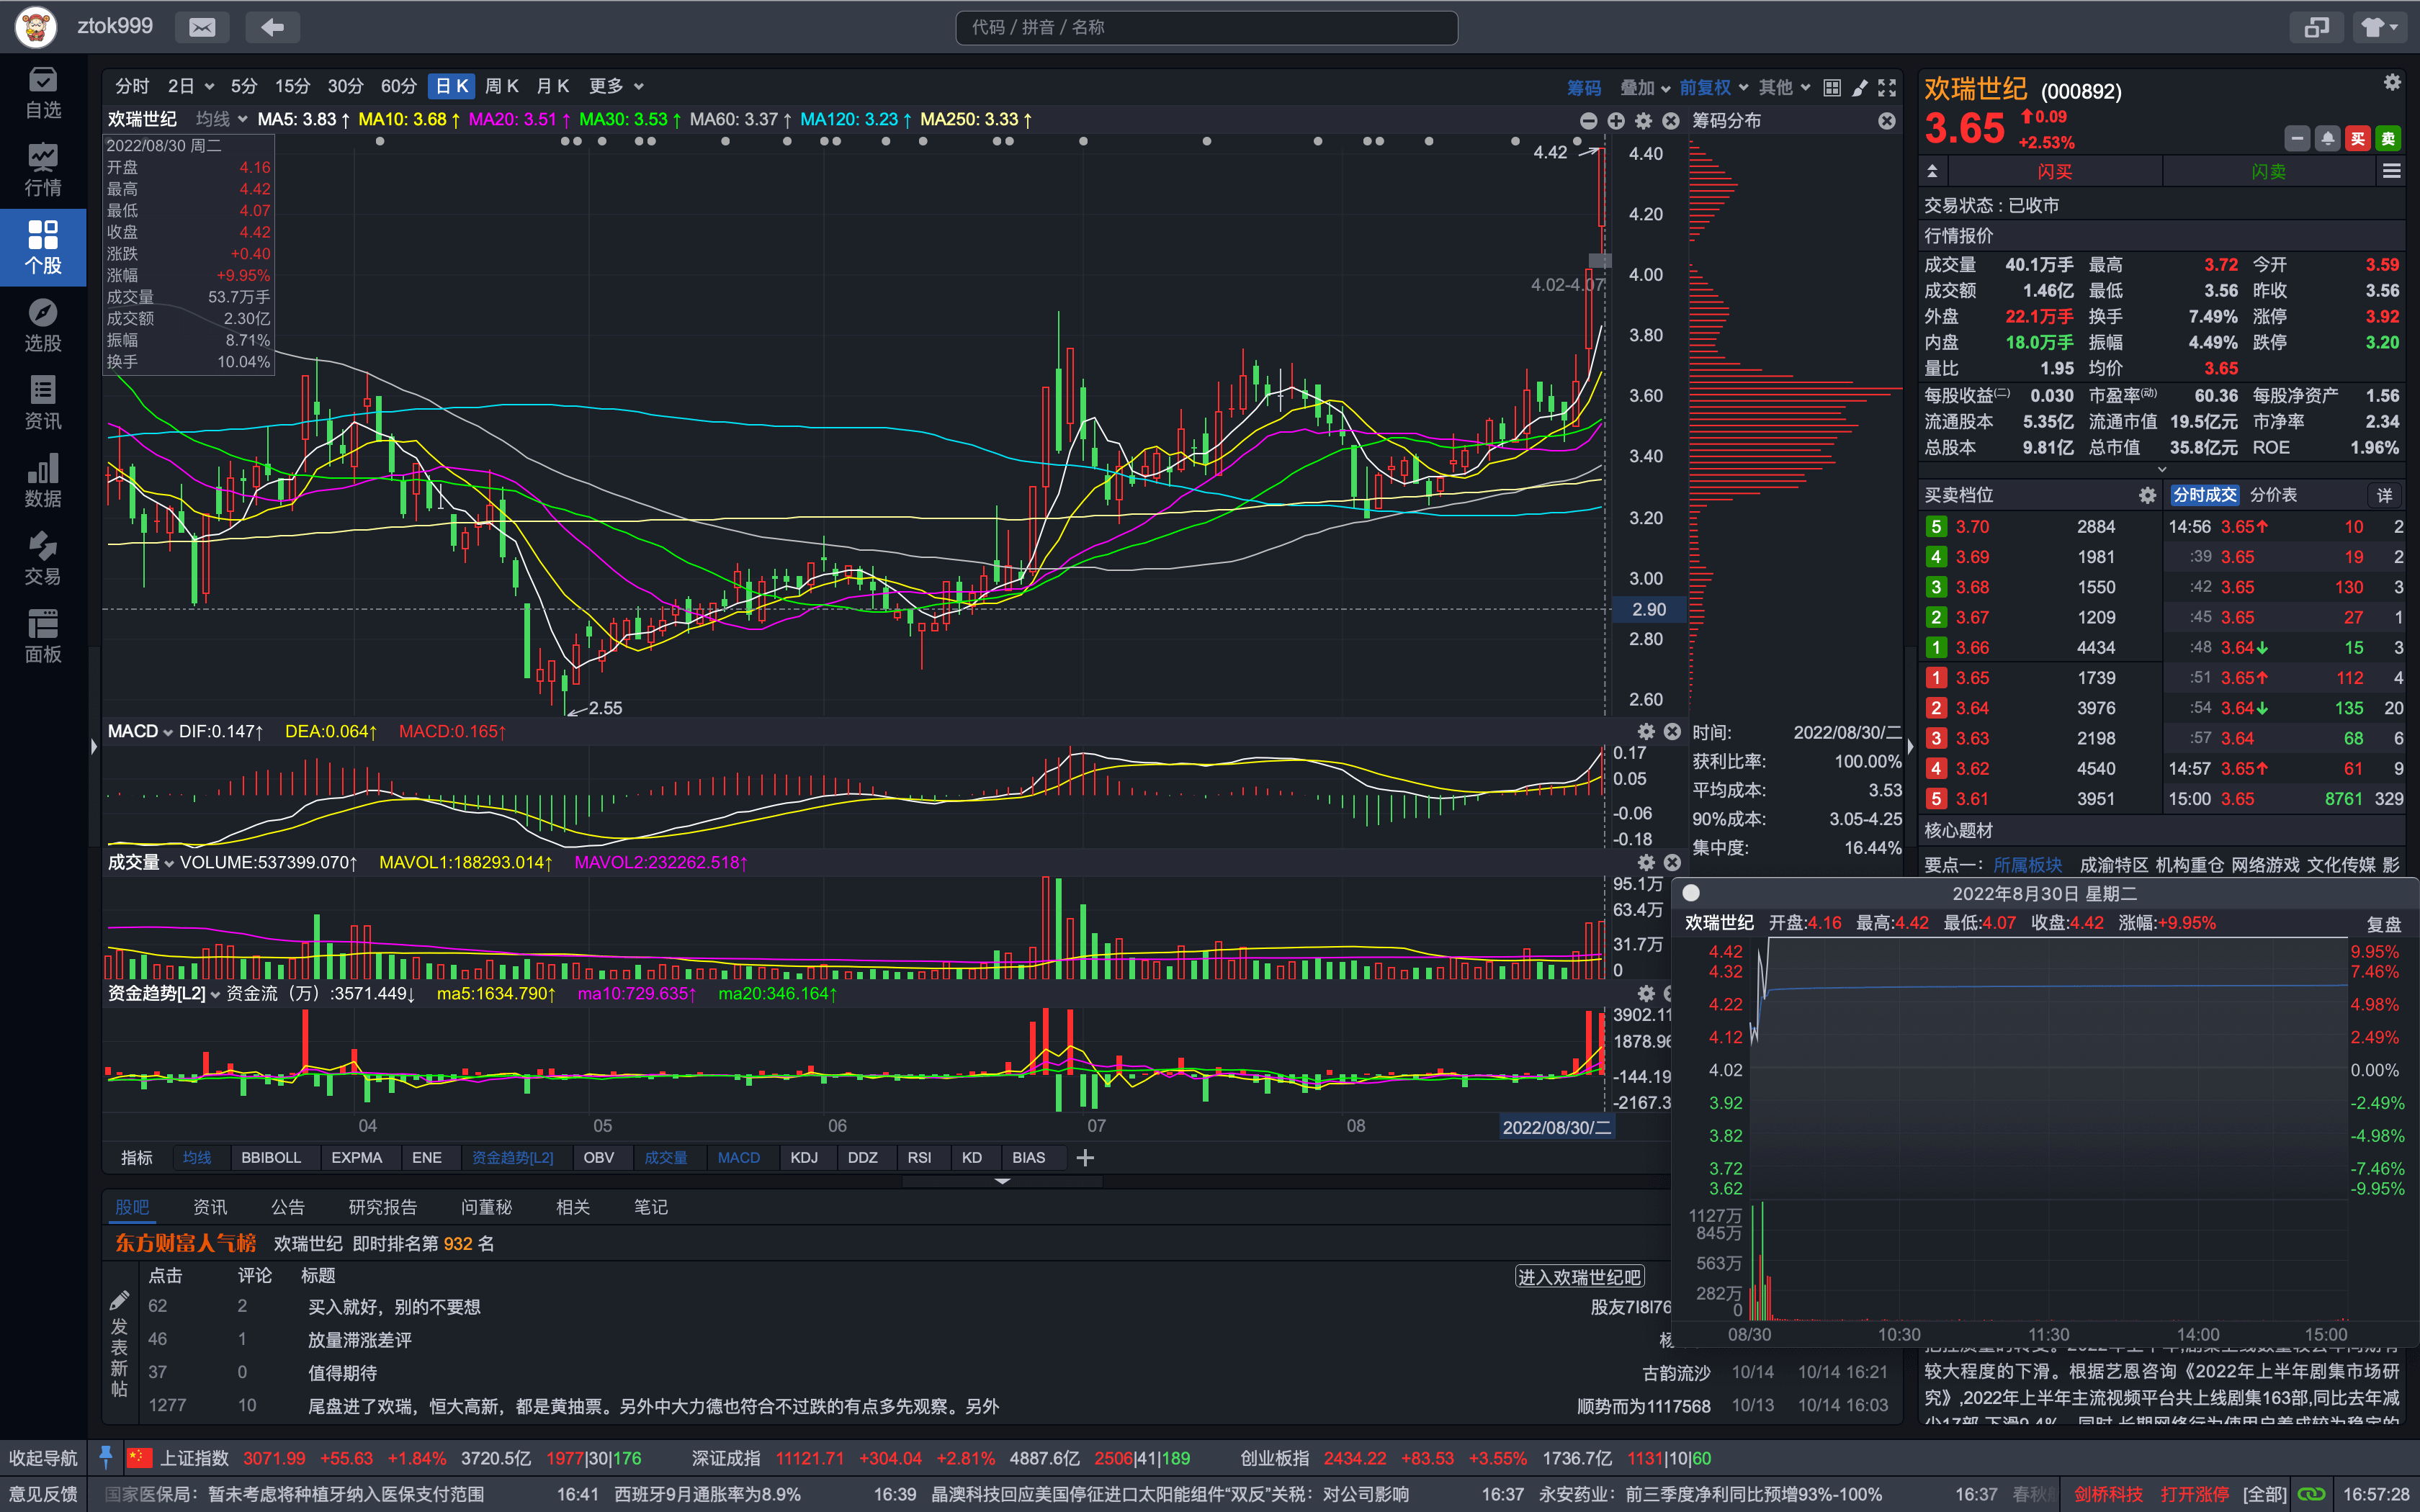 ztok999
代码 / 拼音 / 名称
自选
行情
个股
选股
资讯
数据
交易
面板
分时 2日 5分 15分 30分 60分 日K 周K 月K 更多
筹码 叠加 前复权 其他
欢瑞世纪 均线 MA5: 3.83↑ MA10: 3.68↑ MA20: 3.51↑ MA30: 3.53↑ MA60: 3.37↑ MA120: 3.23↑ MA250: 3.33↑
筹码分布
2022/08/30 周二
开盘 4.16
最高 4.42
最低 4.07
收盘 4.42
涨跌 +0.40
涨幅 +9.95%
成交量 53.7万手
成交额 2.30亿
振幅 8.71%
换手 10.04%
4.42
4.02-4.07
2.55
4.40
4.20
4.00
3.80
3.60
3.40
3.20
3.00
2.90
2.80
2.60
MACD DIF:0.147↑ DEA:0.064↑ MACD:0.165↑
0.17
0.05
-0.06
-0.18
时间: 2022/08/30/二
获利比率: 100.00%
平均成本: 3.53
90%成本: 3.05-4.25
集中度: 16.44%
成交量 VOLUME:537399.070↑ MAVOL1:188293.014↑ MAVOL2:232262.518↑
95.1万
63.4万
31.7万
0
资金趋势[L2] 资金流（万）:3571.449↓ ma5:1634.790↑ ma10:729.635↑ ma20:346.164↑
3902.11
1878.96
-144.19
-2167.3
04 05 06 07 08 2022/08/30/二
指标 均线 BBIBOLL EXPMA ENE 资金趋势[L2] OBV 成交量 MACD KDJ DDZ RSI KD BIAS
股吧 资讯 公告 研究报告 问董秘 相关 笔记
东方财富人气榜 欢瑞世纪 即时排名第 932 名
点击 评论 标题 进入欢瑞世纪吧
发表新帖
62 2 买入就好，别的不要想 股友7I8I76
46 1 放量滞涨差评 杨
37 0 值得期待 古韵流沙 10/14 10/14 16:21
1277 10 尾盘进了欢瑞，恒大高新，都是黄抽票。另外中大力德也符合不过跌的有点多先观察。另外 顺势而为1117568 10/13 10/14 16:03
欢瑞世纪 (000892)
3.65 0.09
+2.53%
买 卖
闪买 闪卖
交易状态 : 已收市
行情报价
成交量 40.1万手 最高 3.72 今开 3.59
成交额 1.46亿 最低 3.56 昨收 3.56
外盘 22.1万手 换手 7.49% 涨停 3.92
内盘 18.0万手 振幅 4.49% 跌停 3.20
量比 1.95 均价 3.65
每股收益(二) 0.030 市盈率(动) 60.36 每股净资产 1.56
流通股本 5.35亿 流通市值 19.5亿元 市净率 2.34
总股本 9.81亿 总市值 35.8亿元 ROE 1.96%
买卖档位
5 3.70 2884
4 3.69 1981
3 3.68 1550
2 3.67 1209
1 3.66 4434
1 3.65 1739
2 3.64 3976
3 3.63 2198
4 3.62 4540
5 3.61 3951
分时成交 分价表 详
14:56 3.65↑ 10 2
:39 3.65 19 2
:42 3.65 130 3
:45 3.65 27 1
:48 3.64↓ 15 3
:51 3.65↑ 112 4
:54 3.64↓ 135 20
:57 3.64 68 6
14:57 3.65↑ 61 9
15:00 3.65 8761 329
核心题材
要点一: 所属板块 成渝特区 机构重仓 网络游戏 文化传媒 影
2022年8月30日 星期二
欢瑞世纪 开盘:4.16 最高:4.42 最低:4.07 收盘:4.42 涨幅:+9.95% 复盘
4.42 9.95%
4.32 7.46%
4.22 4.98%
4.12 2.49%
4.02 0.00%
3.92 -2.49%
3.82 -4.98%
3.72 -7.46%
3.62 -9.95%
1127万
845万
563万
282万
0
08/30 10:30 11:30 14:00 15:00
较大程度的下滑。根据艺恩咨询《2022年上半年剧集市场研
究》,2022年上半年主流视频平台共上线剧集163部,同比去年减
收起导航 上证指数 3071.99 +55.63 +1.84% 3720.5亿 1977|30|176 深证成指 11121.71 +304.04 +2.81% 4887.6亿 2506|41|189 创业板指 2434.22 +83.53 +3.55% 1736.7亿 1131|10|60
意见反馈 国家医保局：暂未考虑将种植牙纳入医保支付范围 16:41 西班牙9月通胀率为8.9% 16:39 晶澳科技回应美国停征进口太阳能组件“双反”关税：对公司影响 16:37 永安药业：前三季度净利同比预增93%-100% 16:37 春秋 剑桥科技 打开涨停 [全部] 16:57:28